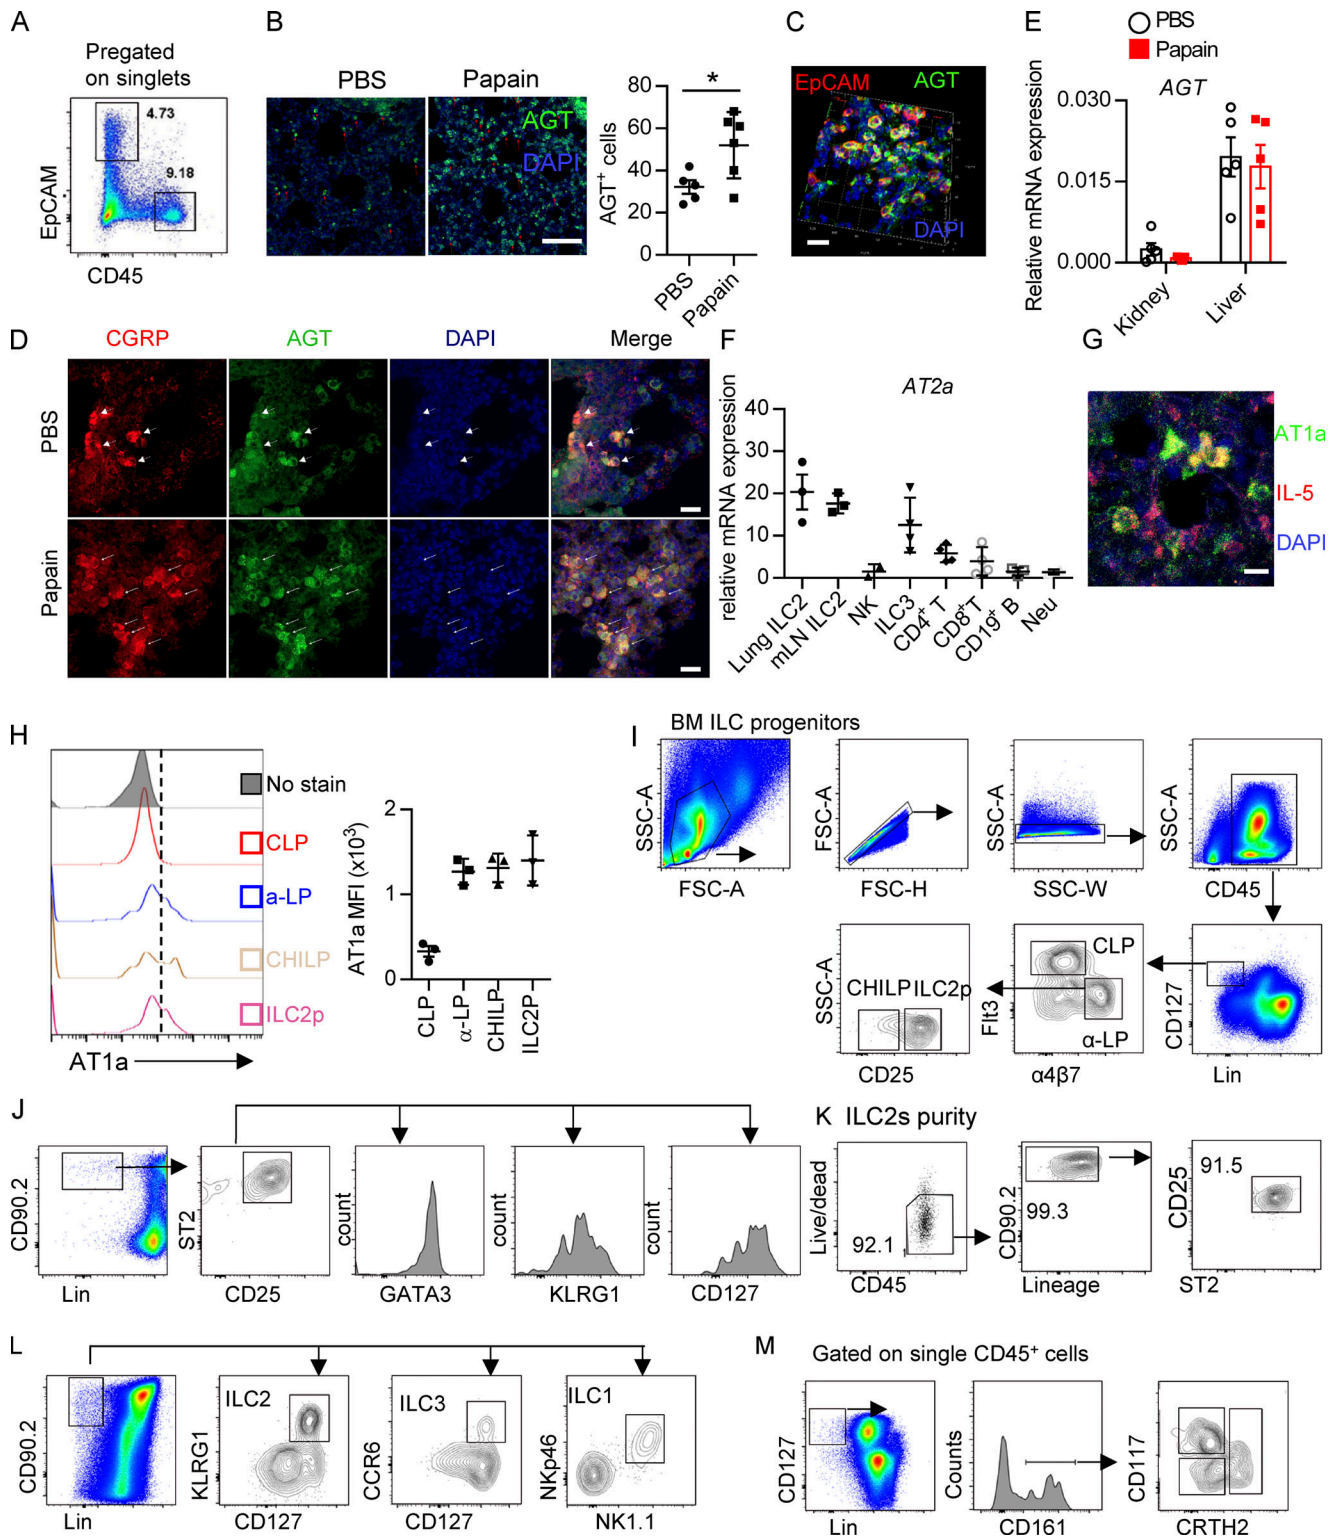 A
Pregated
on singlets
4.73
9.18
EpCAM
CD45
B
PBS
Papain
AGT
DAPI
AGT⁺ cells
80
60
40
20
0
*
PBS
Papain
C
EpCAM
AGT
DAPI
E
PBS
Papain
AGT
Relative mRNA expression
0.030
0.015
0.000
Kidney
Liver
D
CGRP
AGT
DAPI
Merge
PBS
Papain
F
AT2a
relative mRNA expression
40
30
20
10
0
Lung ILC2
mLN ILC2
NK
ILC3
CD4⁺ T
CD8⁺T
CD19⁺ B
Neu
G
AT1a
IL-5
DAPI
H
No stain
CLP
a-LP
CHILP
ILC2p
AT1a
AT1a MFI (x10³)
2
1
0
CLP
α-LP
CHILP
ILC2P
I
BM ILC progenitors
SSC-A
FSC-A
FSC-A
FSC-H
SSC-A
SSC-W
SSC-A
CD45
SSC-A
CHILP
ILC2p
CD25
Flt3
CLP
α-LP
α4β7
CD127
Lin
J
CD90.2
Lin
ST2
CD25
count
GATA3
count
KLRG1
count
CD127
K
ILC2s purity
Live/dead
92.1
CD45
CD90.2
99.3
Lineage
CD25
91.5
ST2
L
CD90.2
Lin
KLRG1
ILC2
CD127
CCR6
ILC3
CD127
NKp46
ILC1
NK1.1
M
Gated on single CD45⁺ cells
CD127
Lin
Counts
CD161
CD117
CRTH2